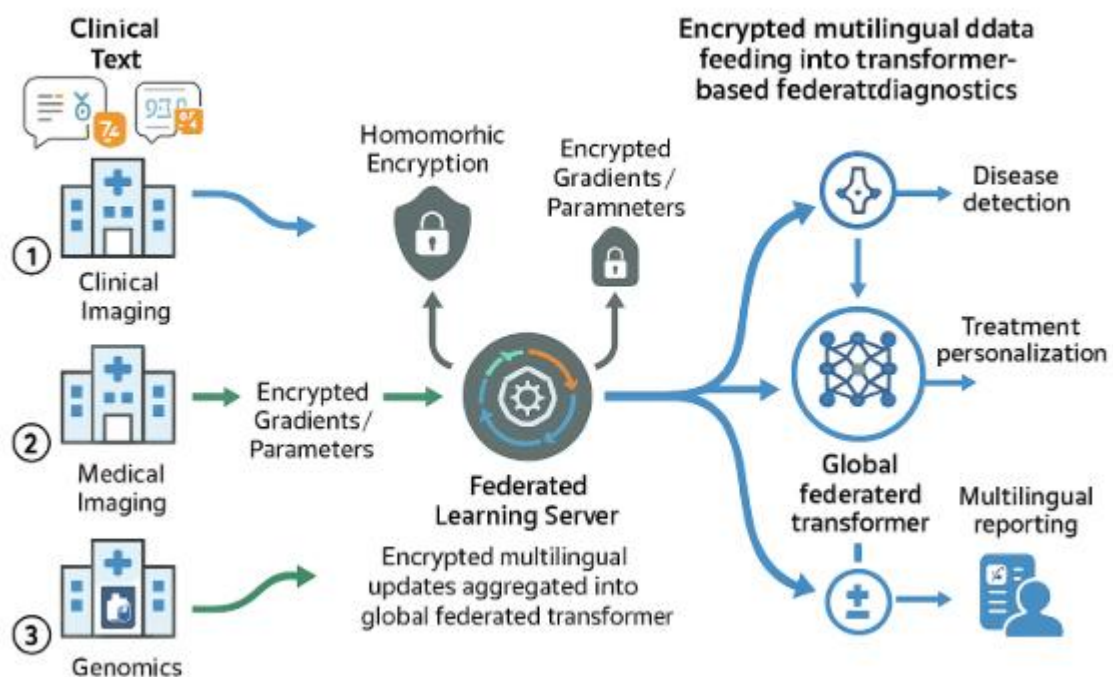 Clinical
Text
Encrypted mutilingual ddata
feeding into transformer-
based federattdiagnostics
Homomorhic
Encryption
Encrypted
Gradients/
Paramneters
Disease
detection
1
Clinical
Imaging
Treatment
personalization
Encrypted
Gradients/
Parameters
2
Medical
Imaging
Federated
Learning Server
Encrypted multilingual
updates aggregated into
global federated transformer
Global
federaterd
transformer
Multilingual
reporting
3
Genomics